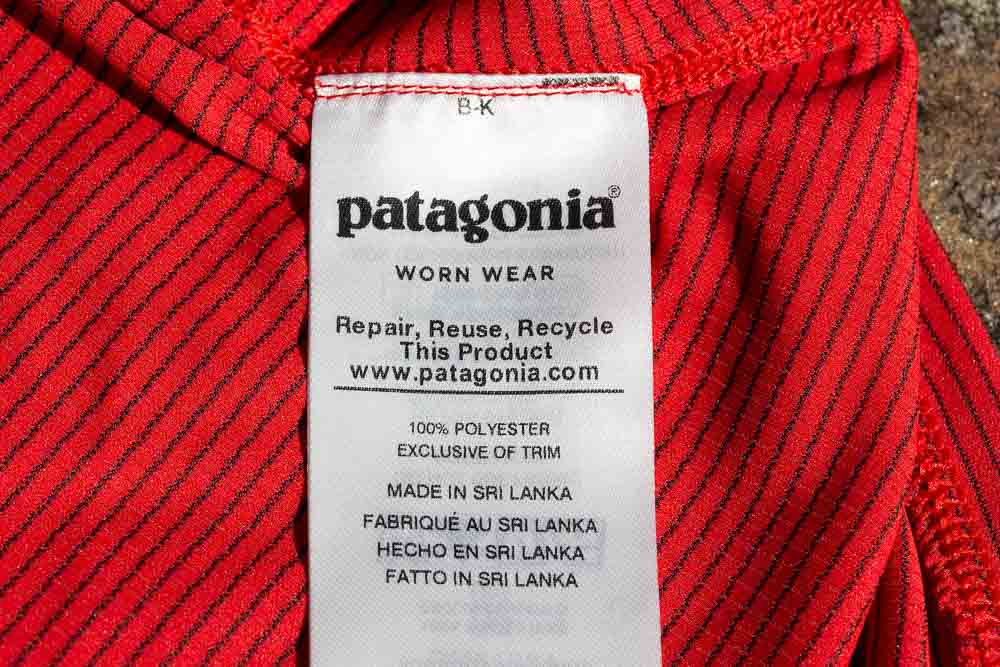 B-K
patagonia®
WORN WEAR
Repair, Reuse, Recycle
This Product
www.patagonia.com
100% POLYESTER
EXCLUSIVE OF TRIM
MADE IN SRI LANKA
FABRIQUÉ AU SRI LANKA
HECHO EN SRI LANKA
FATTO IN SRI LANKA